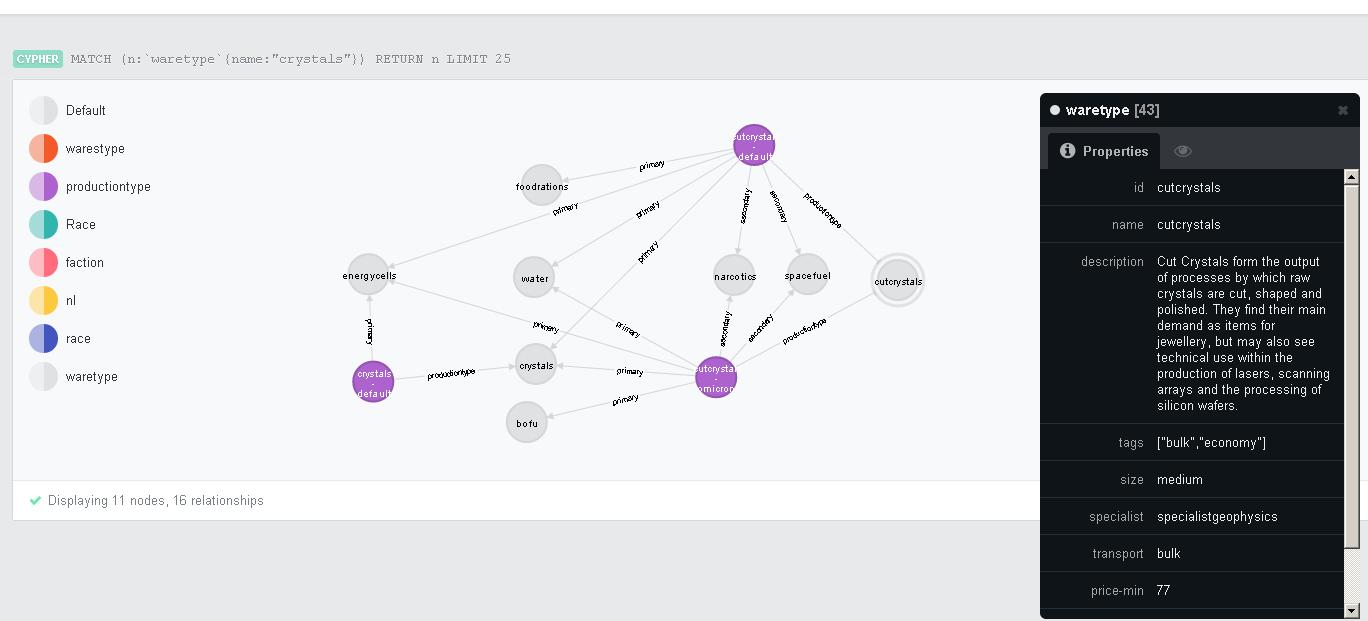 CYPHER MATCH (n:`waretype`{name:"crystals"}) RETURN n LIMIT 25
Default
warestype
productiontype
Race
faction
nl
race
waretype
cutcrystal
-
default
primary
foodrations
primary
primary
primary
secondary
secondary
productiontype
energycells
water
narcotics
spacefuel
cutcrystals
primary
primary
primary
secondary
secondary
productiontype
crystals
-
default
productiontype
crystals
primary
cutcrystal
-
omicron
primary
bofu
Displaying 11 nodes, 16 relationships
waretype [43]
Properties
id cutcrystals
name cutcrystals
description Cut Crystals form the output
of processes by which raw
crystals are cut, shaped and
polished. They find their main
demand as items for
jewellery, but may also see
technical use within the
production of lasers, scanning
arrays and the processing of
silicon wafers.
tags ["bulk","economy"]
size medium
specialist specialistgeophysics
transport bulk
price-min 77